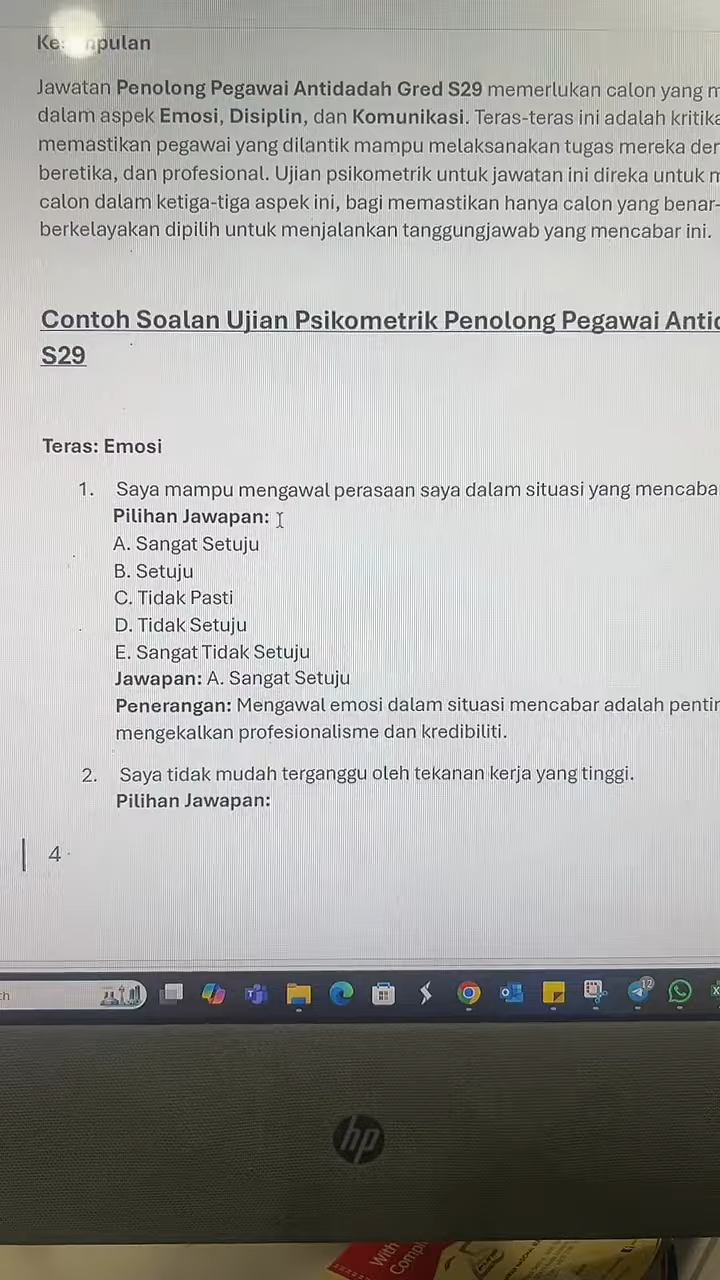 Kesimpulan
Jawatan Penolong Pegawai Antidadah Gred S29 memerlukan calon yang
dalam aspek Emosi, Disiplin, dan Komunikasi. Teras-teras ini adalah
memastikan pegawai yang dilantik mampu melaksanakan tugas mereka
beretika, dan profesional. Ujian psikometrik untuk jawatan ini direka untuk
calon dalam ketiga-tiga aspek ini, bagi memastikan hanya calon yang benar-
berkelayakan dipilih untuk menjalankan tanggungjawab yang mencabar ini.
Contoh Soalan Ujian Psikometrik Penolong Pegawai
S29
Teras: Emosi
1. Saya mampu mengawal perasaan saya dalam situasi yang
Pilihan Jawapan:
A. Sangat Setuju
B. Setuju
C. Tidak Pasti
D. Tidak Setuju
E. Sangat Tidak Setuju
Jawapan: A. Sangat Setuju
Penerangan: Mengawal emosi dalam situasi mencabar adalah
mengekalkan profesionalisme dan kredibiliti.
2. Saya tidak mudah terganggu oleh tekanan kerja yang tinggi.
Pilihan Jawapan:
4
12
hp
With